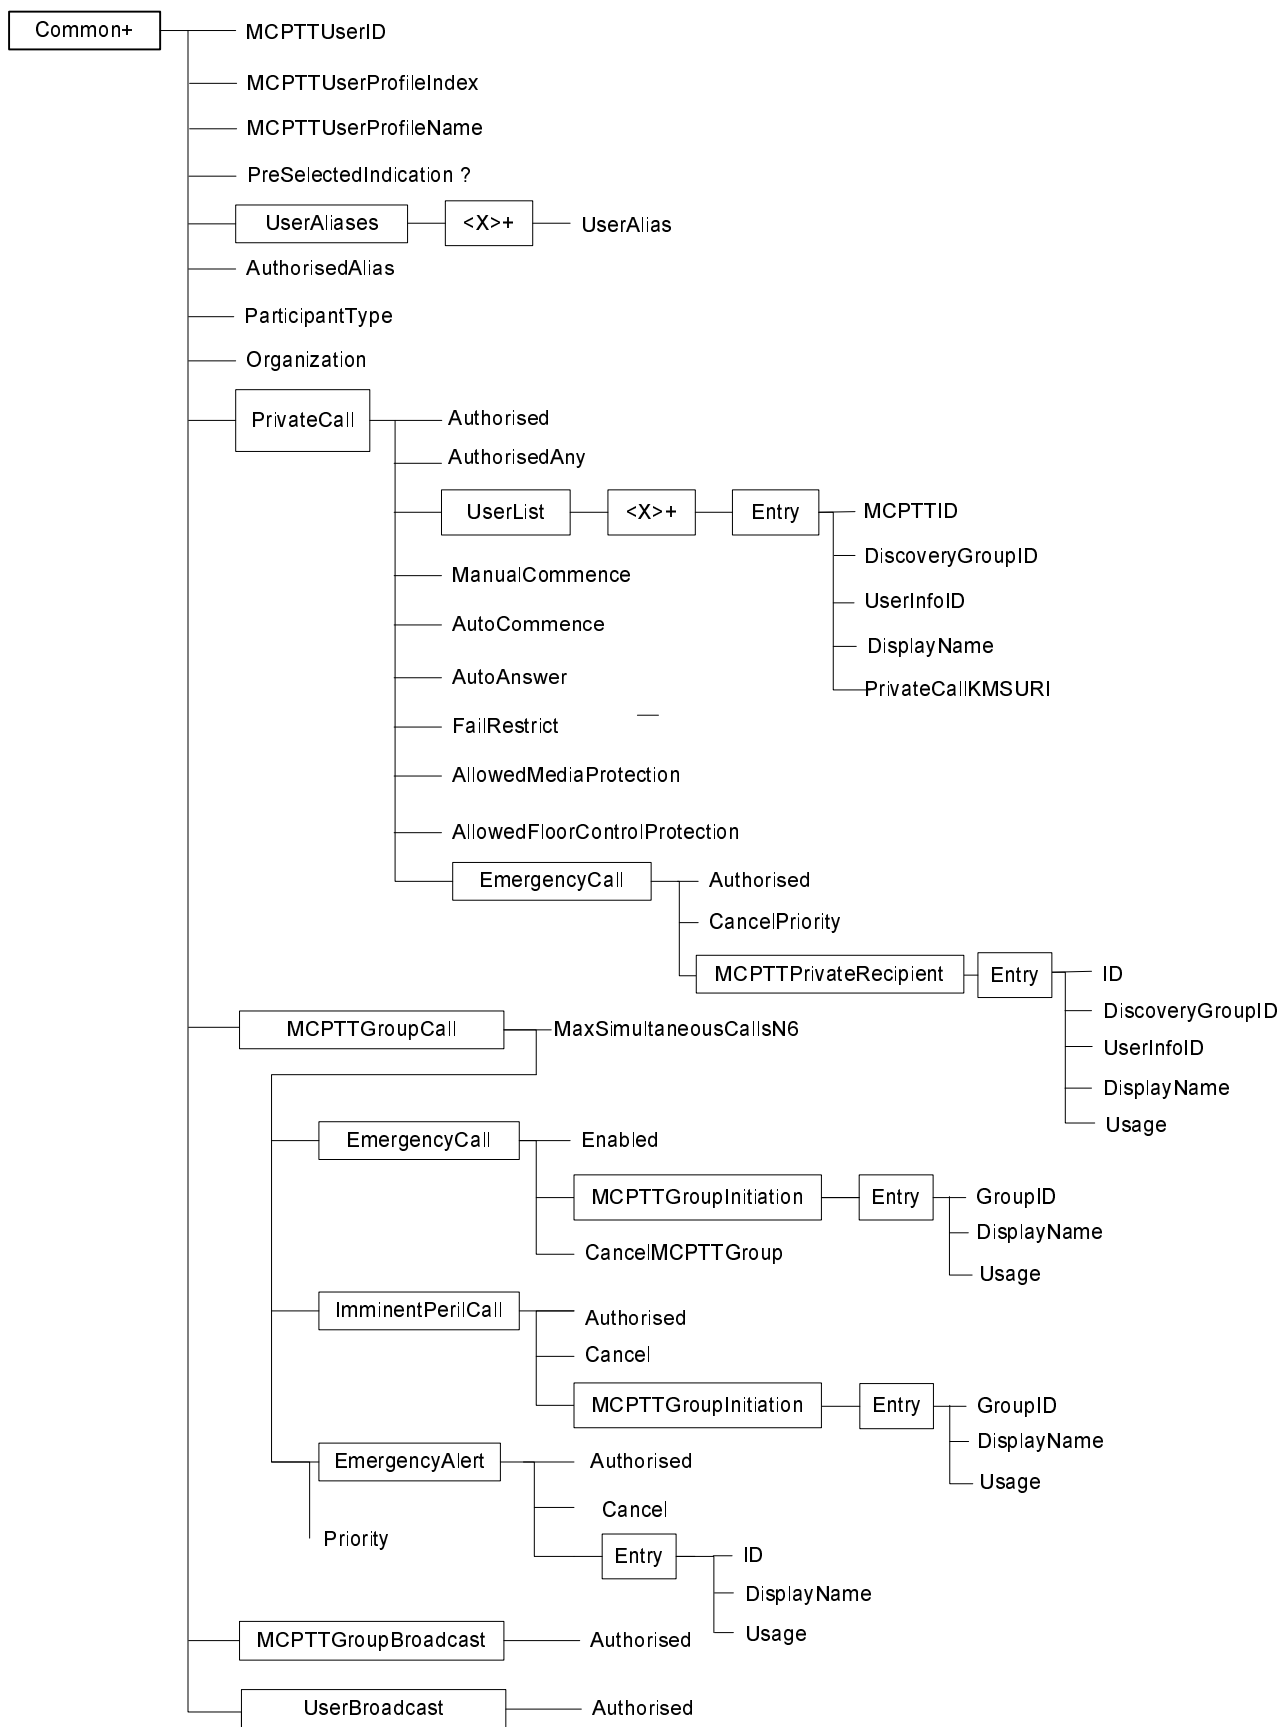 Common+
MCPTTUserID
MCPTTUserProfileIndex
MCPTTUserProfileName
PreSelectedIndication ?
UserAliases
<X>+
UserAlias
AuthorisedAlias
ParticipantType
Organization
PrivateCall
Authorised
AuthorisedAny
UserList
<X>+
Entry
MCPTTID
DiscoveryGroupID
UserInfoID
DisplayName
PrivateCallKMSURI
ManualCommence
AutoCommence
AutoAnswer
FailRestrict
AllowedMediaProtection
AllowedFloorControlProtection
EmergencyCall
Authorised
CancelPriority
MCPTTPrivateRecipient
Entry
ID
DiscoveryGroupID
UserInfoID
DisplayName
Usage
MCPTTGroupCall
MaxSimultaneousCallsN6
EmergencyCall
Enabled
MCPTTGroupInitiation
Entry
GroupID
DisplayName
Usage
CancelMCPTTGroup
ImminentPerilCall
Authorised
Cancel
MCPTTGroupInitiation
Entry
GroupID
DisplayName
Usage
EmergencyAlert
Authorised
Cancel
Entry
ID
DisplayName
Usage
Priority
MCPTTGroupBroadcast
Authorised
UserBroadcast
Authorised